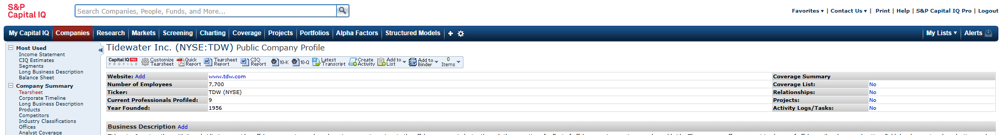 S&P
Capital IQ
Search Companies, People, Funds, and More...
Favorites ▾ | Contact Us ▾ | Print | Help | S&P Capital IQ Pro | Logout
My Capital IQ Companies Research Markets Screening Charting Coverage Projects Portfolios Alpha Factors Structured Models
My Lists ▾ Alerts
Most Used
Income Statement
CIQ Estimates
Segments
Long Business Description
Balance Sheet
Company Summary
Tearsheet
Corporate Timeline
Long Business Description
Products
Competitors
Industry Classifications
Offices
Analyst Coverage
Tidewater Inc. (NYSE:TDW) Public Company Profile
Capital IQ PRO
PROFILE
Customize
Tearsheet
Quick
Report
Tearsheet
Report
CIQ
Report
10-K
10-Q
Latest
Transcript
Create
Activity
Add to
List
Add to
Binder
0
Items
Website: Add www.tdw.com
Number of Employees 7,700
Ticker: TDW (NYSE)
Current Professionals Profiled: 9
Year Founded: 1956
Coverage Summary
Coverage List: No
Relationships: No
Projects: No
Activity Logs/Tasks: No
Business Description Add